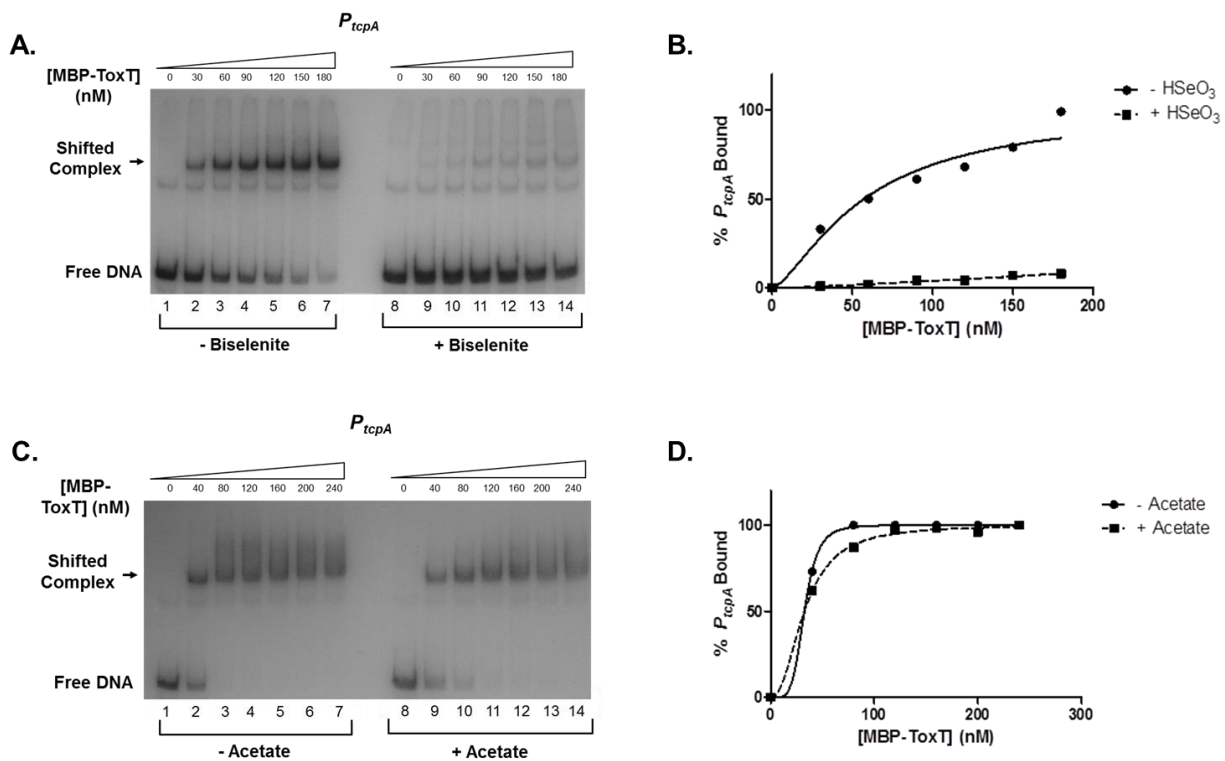 A.
PtcpA
[MBP-ToxT]
(nM)
0 30 60 90 120 150 180
0 30 60 90 120 150 180
Shifted
Complex
Free DNA
1 2 3 4 5 6 7
8 9 10 11 12 13 14
- Biselenite
+ Biselenite
B.
% PtcpA Bound
100
50
0
0 50 100 150 200
[MBP-ToxT] (nM)
- HSeO3
+ HSeO3
C.
PtcpA
[MBP-
ToxT] (nM)
0 40 80 120 160 200 240
0 40 80 120 160 200 240
Shifted
Complex
Free DNA
1 2 3 4 5 6 7
8 9 10 11 12 13 14
- Acetate
+ Acetate
D.
% PtcpA Bound
100
50
0
0 100 200 300
[MBP-ToxT] (nM)
- Acetate
+ Acetate